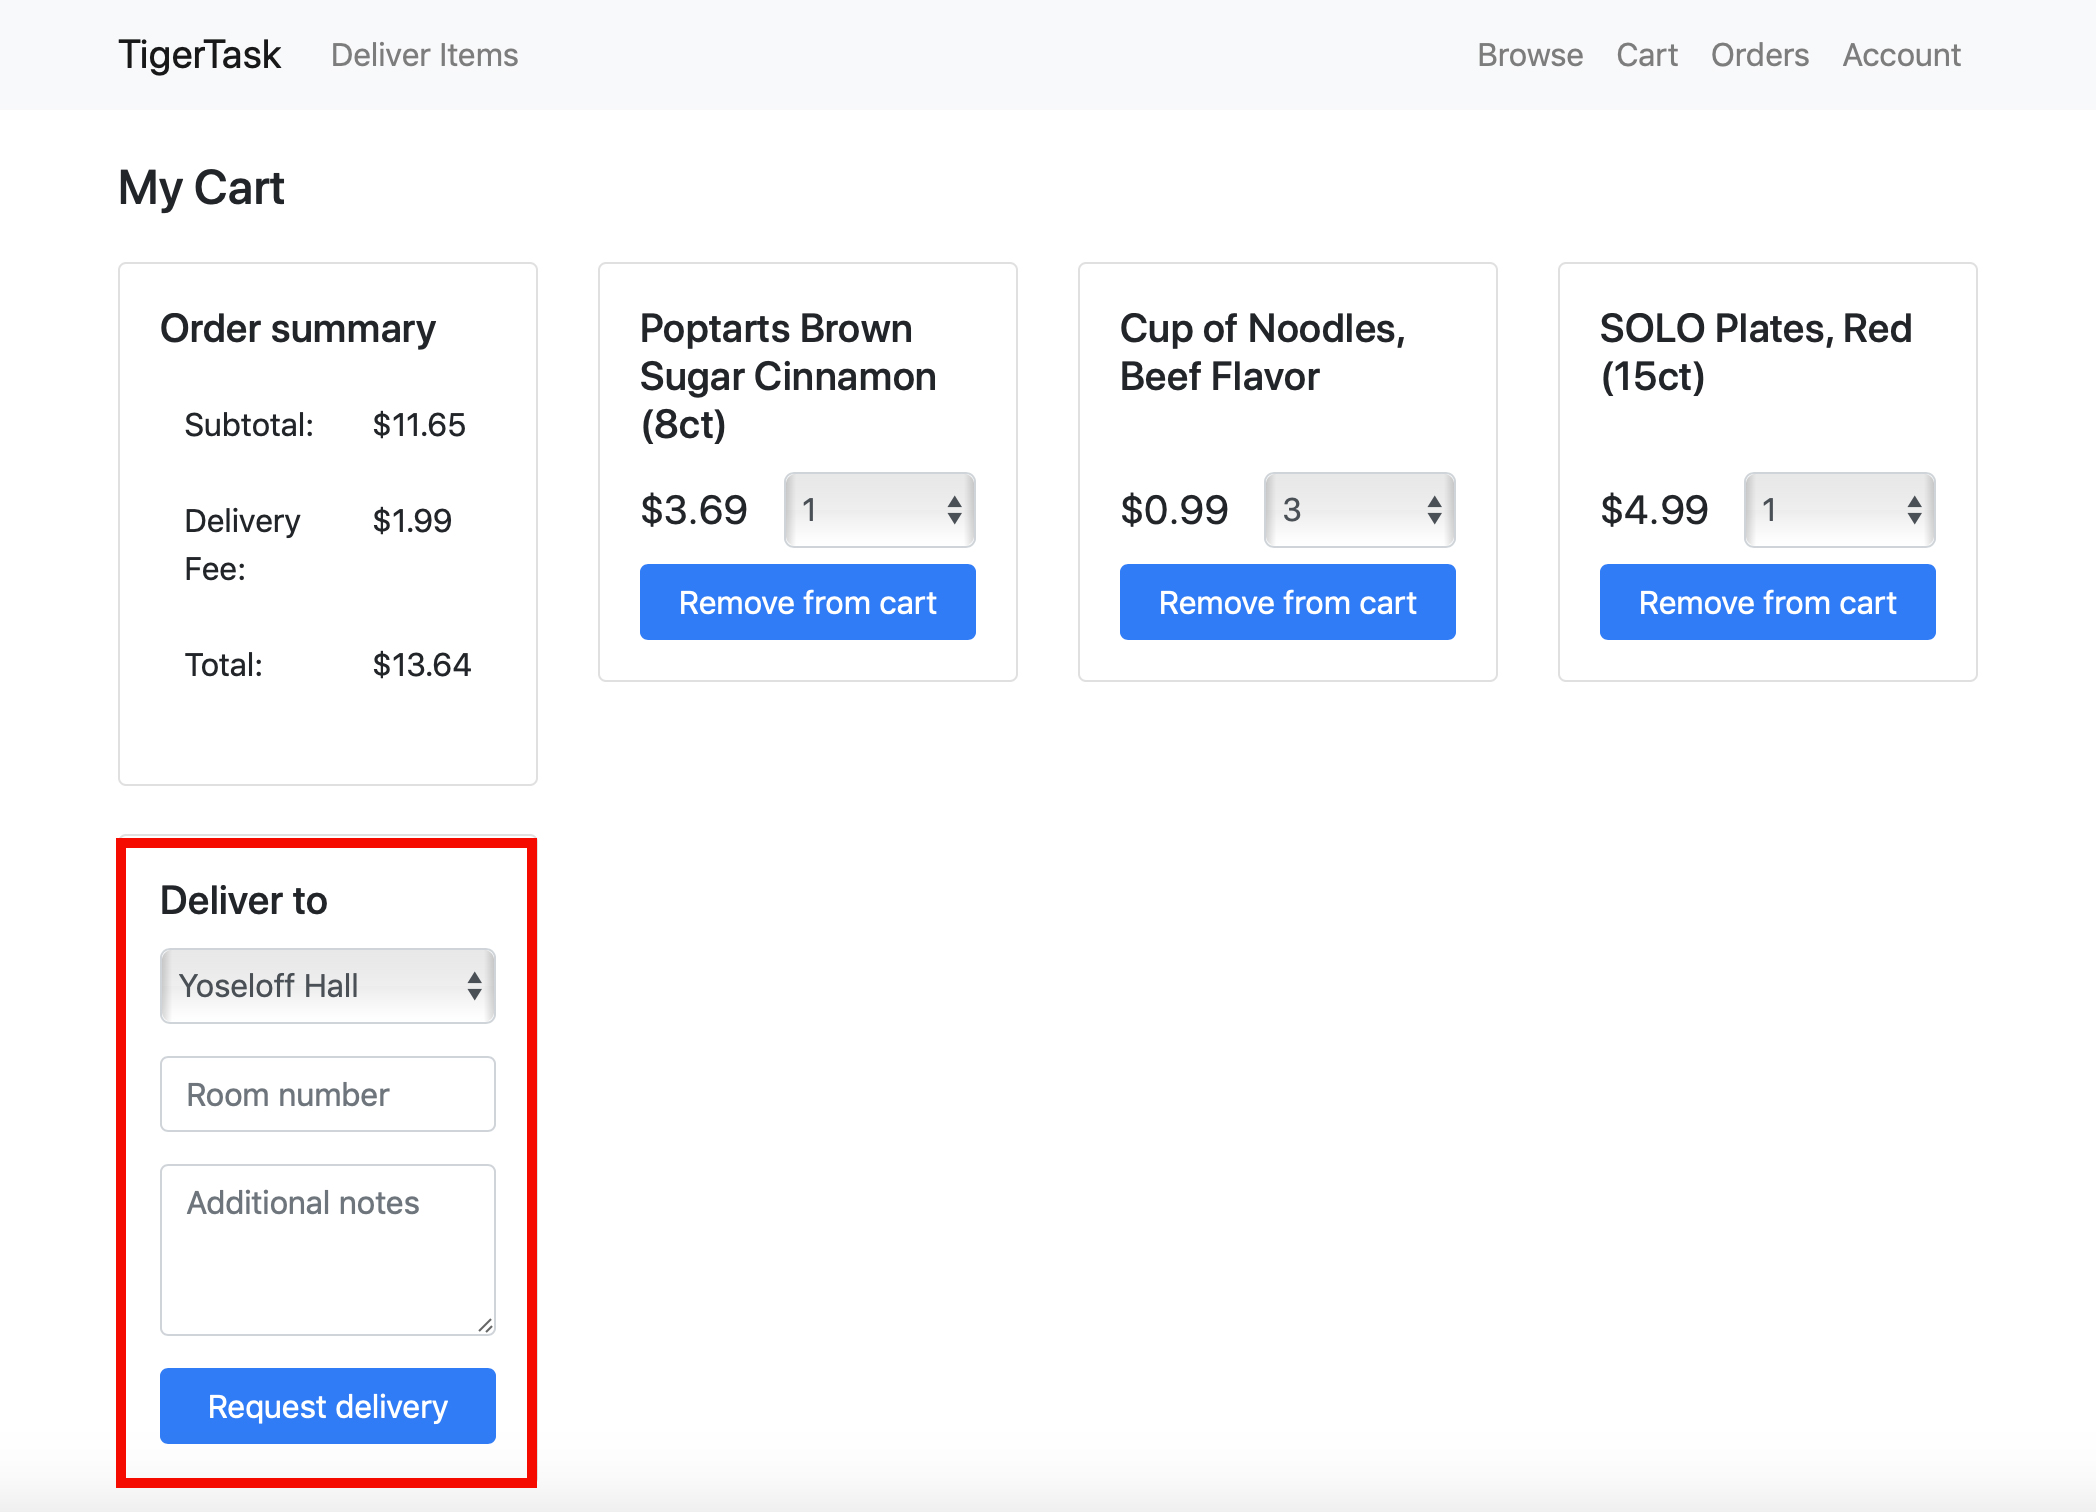 TigerTask Deliver Items Browse Cart Orders Account
My Cart
Order summary
Subtotal: $11.65
Delivery Fee: $1.99
Total: $13.64
Poptarts Brown
Sugar Cinnamon
(8ct)
$3.69 1
Remove from cart
Cup of Noodles,
Beef Flavor
$0.99 3
Remove from cart
SOLO Plates, Red
(15ct)
$4.99 1
Remove from cart
Deliver to
Yoseloff Hall
Room number
Additional notes
Request delivery